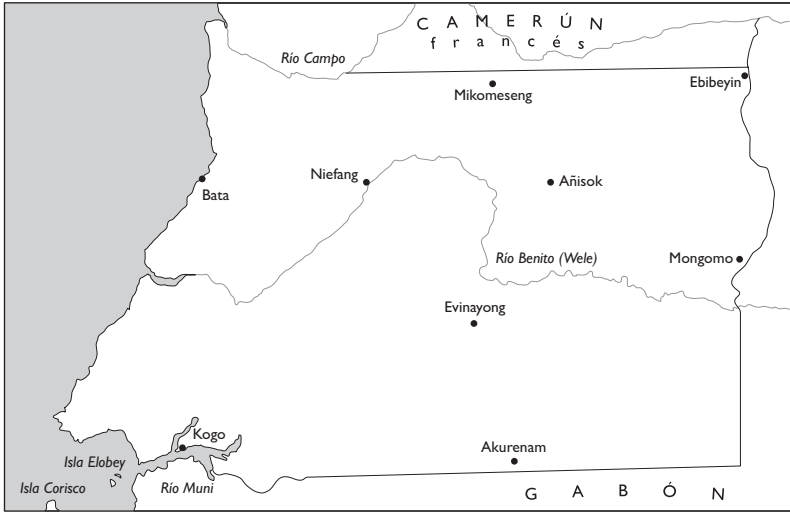 C A M E R Ú N
f r a n c é s
Río Campo
Ebibeyin
Mikomeseng
Niefang
Añisok
Bata
Río Benito (Wele)
Mongomo
Evinayong
Kogo
Akurenam
Isla Elobey
Isla Corisco
Río Muni
G A B Ó N